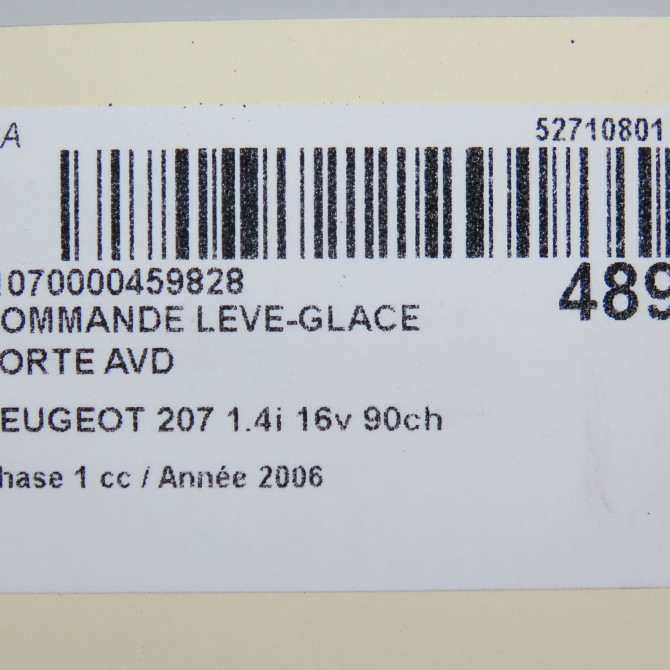 A 52710801
1070000459828 489
OMMANDE LEVE-GLACE
ORTE AVD
EUGEOT 207 1.4i 16v 90ch
hase 1 cc / Année 2006